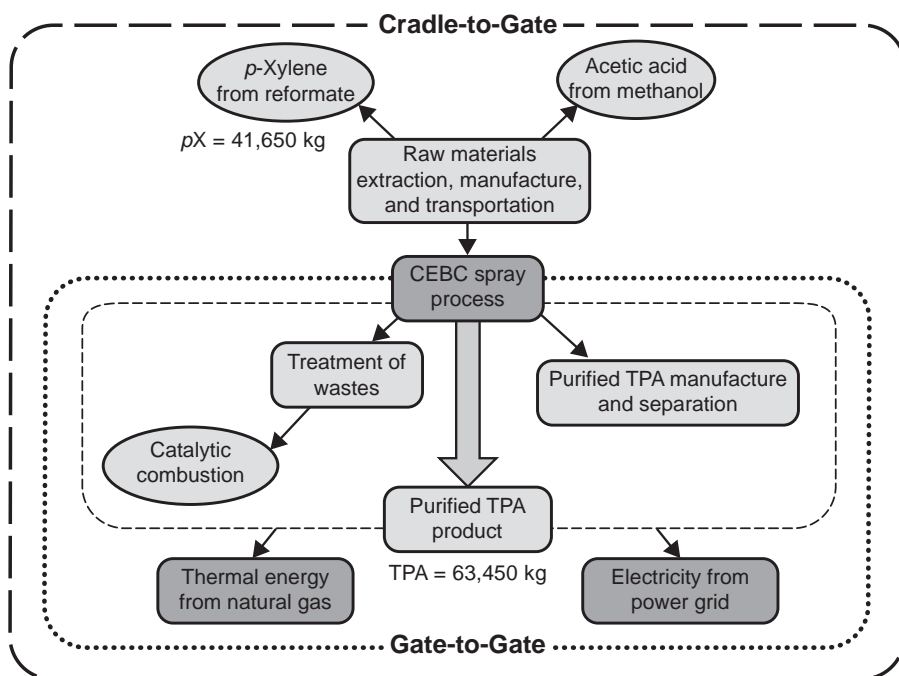 Cradle-to-Gate
p-Xylene
from reformate
Acetic acid
from methanol
pX = 41,650 kg
Raw materials
extraction, manufacture,
and transportation
CEBC spray
process
Treatment of
wastes
Purified TPA manufacture
and separation
Catalytic
combustion
Purified TPA
product
TPA = 63,450 kg
Thermal energy
from natural gas
Electricity from
power grid
Gate-to-Gate